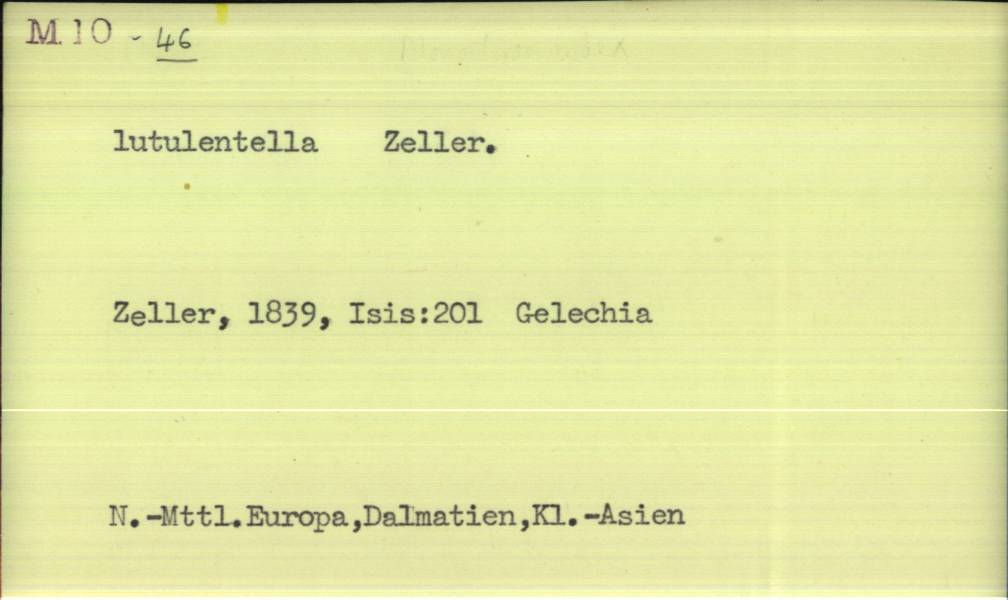 M.10 - 46
lutulentella Zeller.
Zeller, 1839, Isis:201 Gelechia
N.-Mttl.Europa,Dalmatien,Kl.-Asien